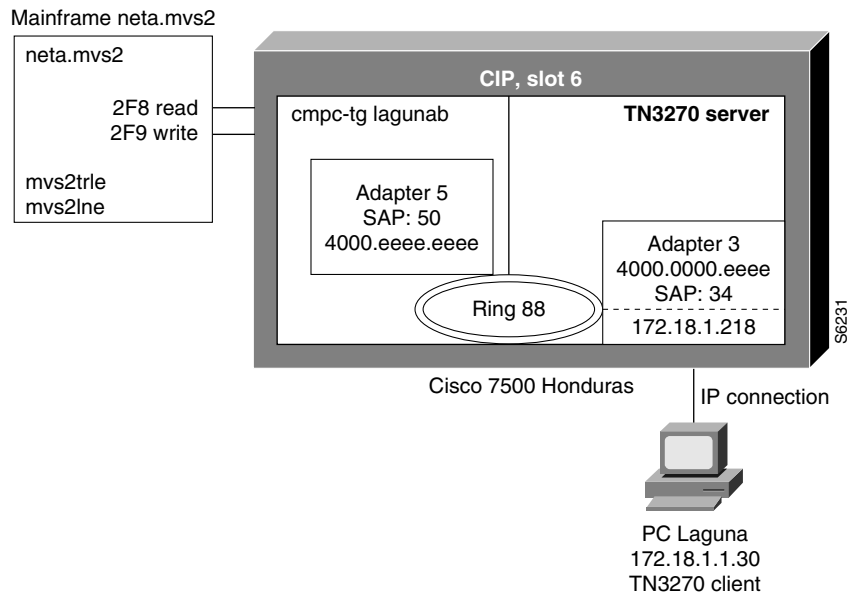 Mainframe neta.mvs2
neta.mvs2
2F8 read
2F9 write
mvs2trle
mvs2lne
CIP, slot 6
cmpc-tg lagunab
TN3270 server
Adapter 5
SAP: 50
4000.eeee.eeee
Adapter 3
4000.0000.eeee
SAP: 34
172.18.1.218
Ring 88
S6231
Cisco 7500 Honduras
IP connection
PC Laguna
172.18.1.1.30
TN3270 client